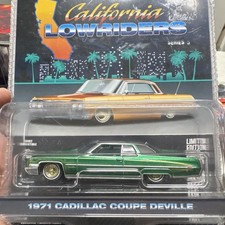 California
LOWRIDERS
SERIES 3
LIMITED
EDITION
1971 CADILLAC COUPE DEVILLE